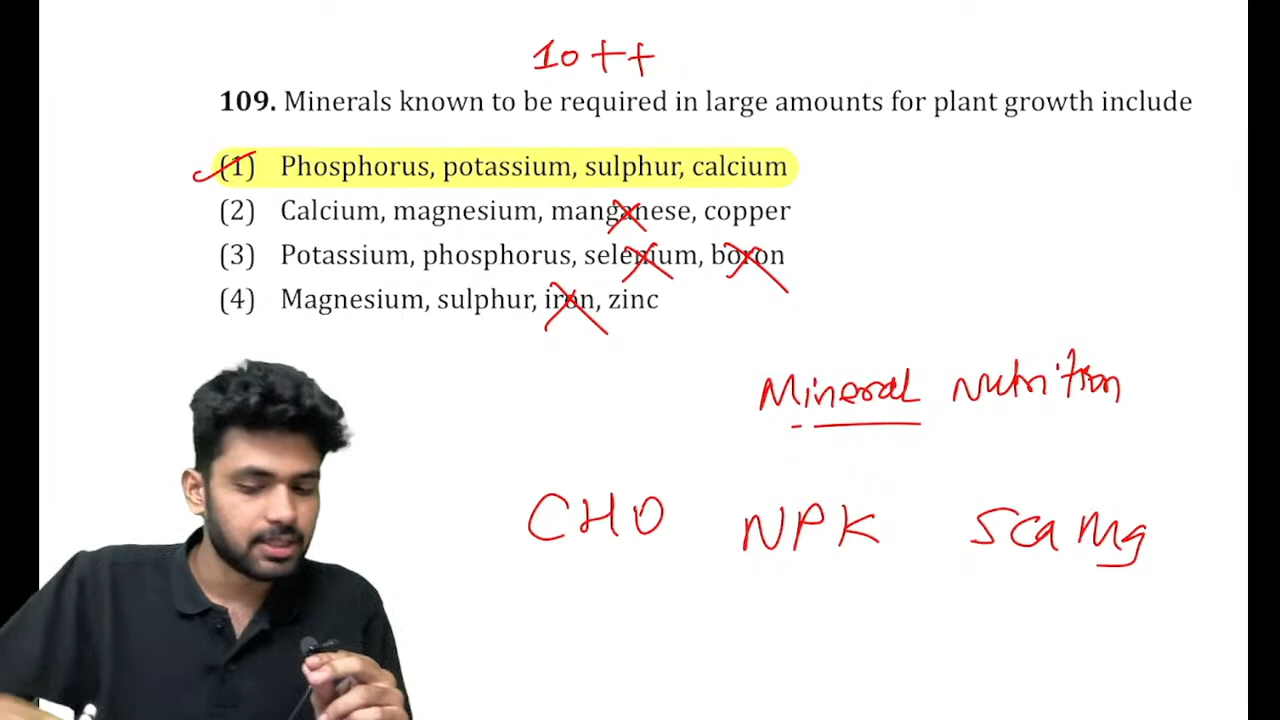 10++
109. Minerals known to be required in large amounts for plant growth include
(1) Phosphorus, potassium, sulphur, calcium
(2) Calcium, magnesium, manganese, copper
(3) Potassium, phosphorus, selenium, boron
(4) Magnesium, sulphur, iron, zinc
Mineral Nutrition
CHO NPK SCaMg